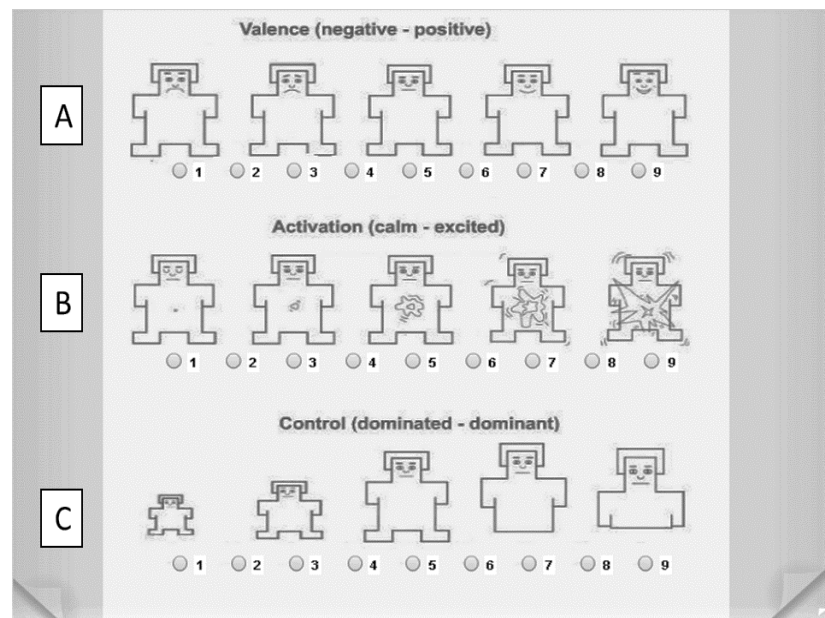 Valence (negative - positive)
A
1 2 3 4 5 6 7 8 9
Activation (calm - excited)
B
1 2 3 4 5 6 7 8 9
Control (dominated - dominant)
C
1 2 3 4 5 6 7 8 9